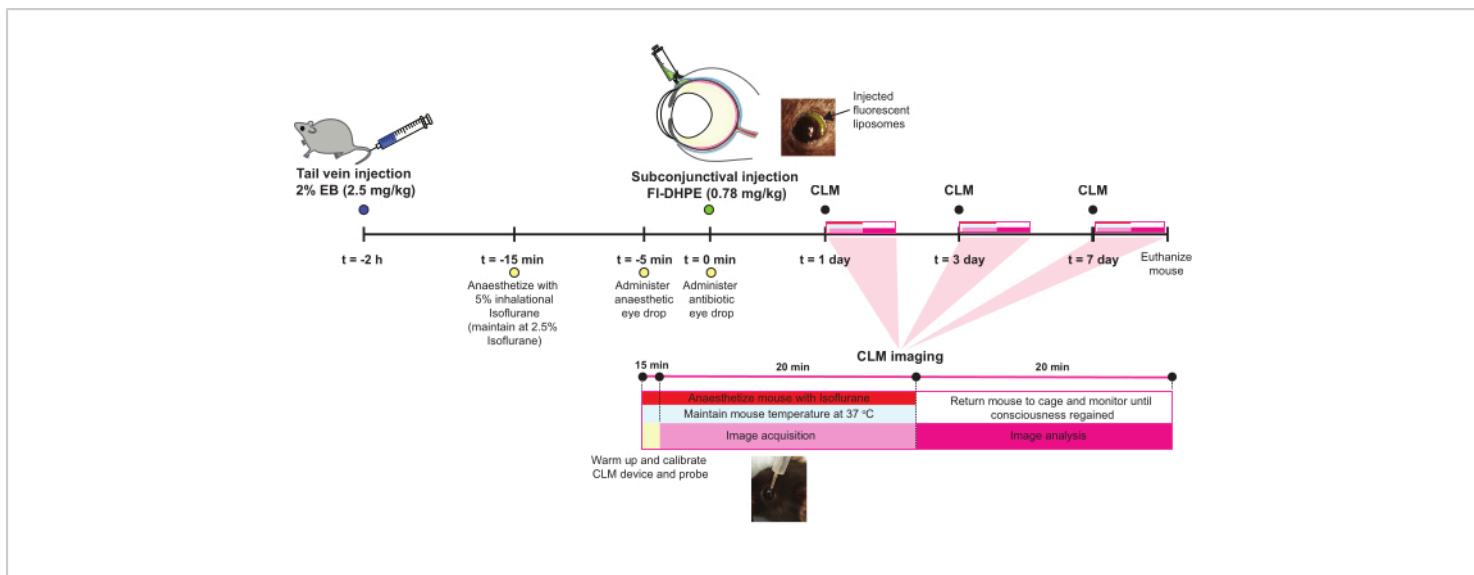 Injected
fluorescent
liposomes
Tail vein injection
2% EB (2.5 mg/kg)
Subconjunctival injection
FI-DHPE (0.78 mg/kg)
CLM
CLM
CLM
t = -2 h
t = -15 min
t = -5 min
t = 0 min
t = 1 day
t = 3 day
t = 7 day
Euthanize
mouse
Anaesthetize with
5% inhalational
Isoflurane
(maintain at 2.5%
Isoflurane)
Administer
anaesthetic
eye drop
Administer
antibiotic
eye drop
CLM imaging
15 min
20 min
20 min
Anaesthetize mouse with Isoflurane
Maintain mouse temperature at 37 °C
Image acquisition
Return mouse to cage and monitor until
consciousness regained
Image analysis
Warm up and calibrate
CLM device and probe